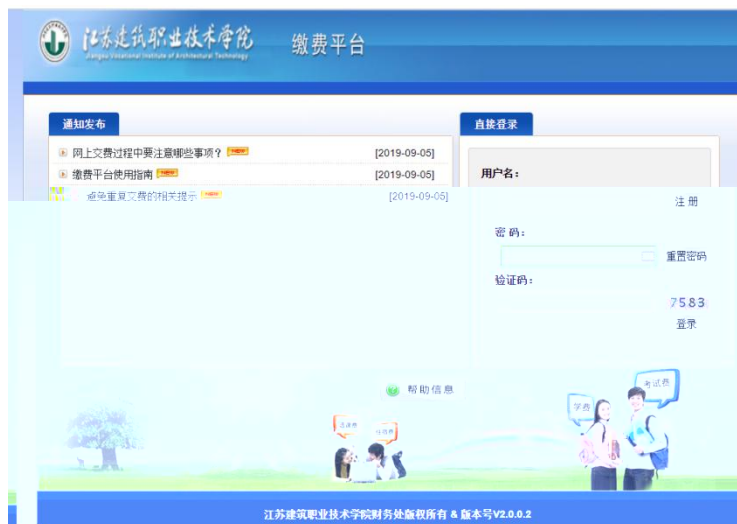 江苏建筑职业技术学院 缴费平台
Jiangsu Vocational Institute of Architectural Technology
通知发布
网上交费过程中要注意哪些事项？ NEW [2019-09-05]
缴费平台使用指南 NEW [2019-09-05]
避免重复交费的相关提示 NEW [2019-09-05]
直接登录
用户名：
注 册
密 码：
重置密码
验证码：
7583
登录
帮助信息
学费
考试费
江苏建筑职业技术学院财务处版权所有 & 版本号V2.0.0.2